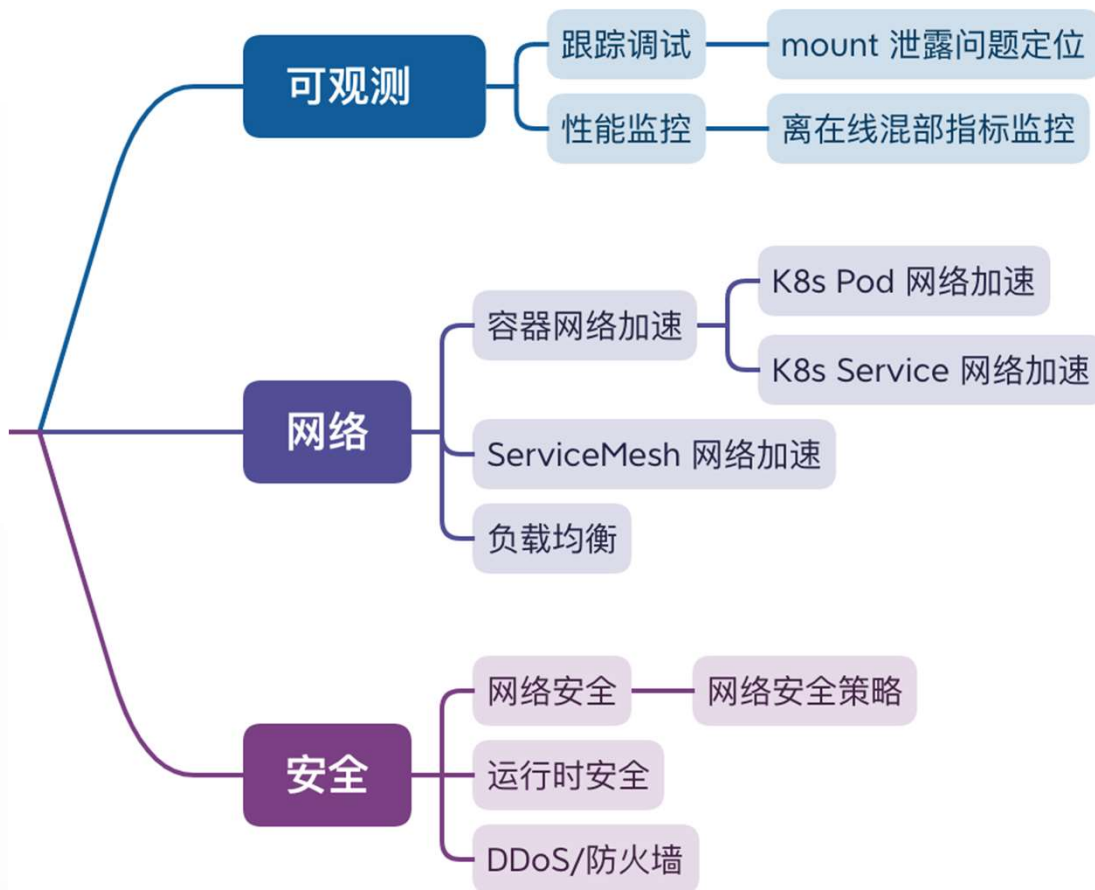 可观测
跟踪调试
mount 泄露问题定位
性能监控
离在线混部指标监控
网络
容器网络加速
K8s Pod 网络加速
K8s Service 网络加速
ServiceMesh 网络加速
负载均衡
安全
网络安全
网络安全策略
运行时安全
DDoS/防火墙